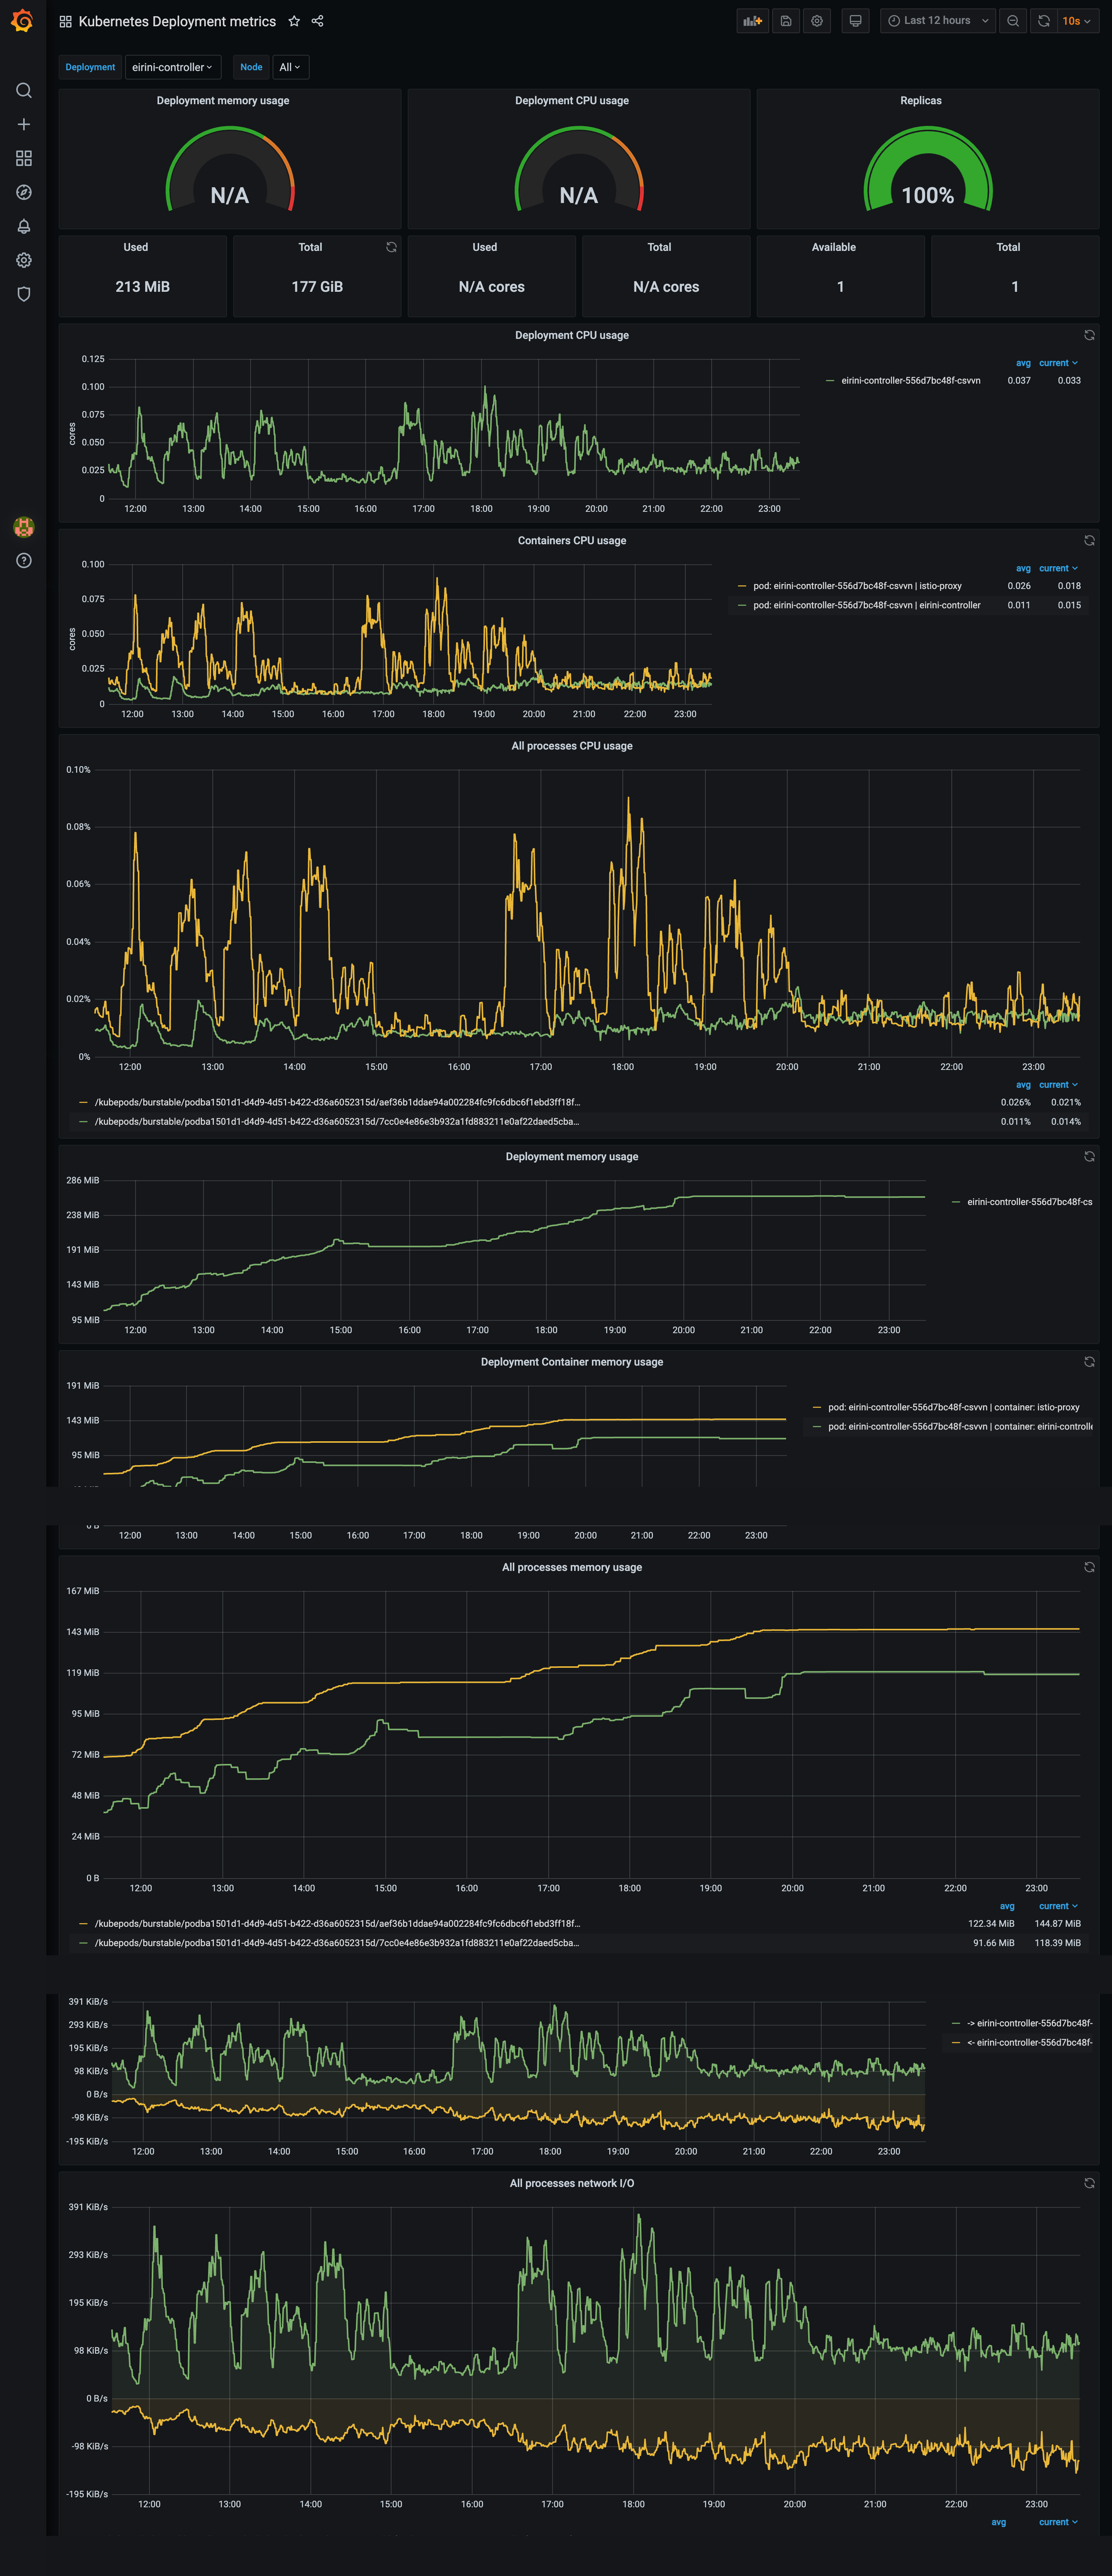 Kubernetes Deployment metrics
Last 12 hours
10s
Deployment eirini-controller Node All
Deployment memory usage
N/A
Deployment CPU usage
N/A
Replicas
100%
Used
213 MiB
Total
177 GiB
Used
N/A cores
Total
N/A cores
Available
1
Total
1
Deployment CPU usage
cores
0.125
0.100
0.075
0.050
0.025
0
12:00 13:00 14:00 15:00 16:00 17:00 18:00 19:00 20:00 21:00 22:00 23:00
avg current
eirini-controller-556d7bc48f-csvvn 0.037 0.033
Containers CPU usage
cores
0.100
0.075
0.050
0.025
0
12:00 13:00 14:00 15:00 16:00 17:00 18:00 19:00 20:00 21:00 22:00 23:00
avg current
pod: eirini-controller-556d7bc48f-csvvn | istio-proxy 0.026 0.018
pod: eirini-controller-556d7bc48f-csvvn | eirini-controller 0.011 0.015
All processes CPU usage
0.10%
0.08%
0.06%
0.04%
0.02%
0%
12:00 13:00 14:00 15:00 16:00 17:00 18:00 19:00 20:00 21:00 22:00 23:00
avg current
/kubepods/burstable/podba1501d1-d4d9-4d51-b422-d36a6052315d/aef36b1ddae94a002284fc9fc6dbc6f1ebd3ff18f... 0.026% 0.021%
/kubepods/burstable/podba1501d1-d4d9-4d51-b422-d36a6052315d/7cc0e4e86e3b932a1fd883211e0af22daed5cba... 0.011% 0.014%
Deployment memory usage
286 MiB
238 MiB
191 MiB
143 MiB
95 MiB
12:00 13:00 14:00 15:00 16:00 17:00 18:00 19:00 20:00 21:00 22:00 23:00
eirini-controller-556d7bc48f-cs
Deployment Container memory usage
191 MiB
143 MiB
95 MiB
pod: eirini-controller-556d7bc48f-csvvn | container: istio-proxy
pod: eirini-controller-556d7bc48f-csvvn | container: eirini-controlle
12:00 13:00 14:00 15:00 16:00 17:00 18:00 19:00 20:00 21:00 22:00 23:00
All processes memory usage
167 MiB
143 MiB
119 MiB
95 MiB
72 MiB
48 MiB
24 MiB
0 B
12:00 13:00 14:00 15:00 16:00 17:00 18:00 19:00 20:00 21:00 22:00 23:00
avg current
/kubepods/burstable/podba1501d1-d4d9-4d51-b422-d36a6052315d/aef36b1ddae94a002284fc9fc6dbc6f1ebd3ff18f... 122.34 MiB 144.87 MiB
/kubepods/burstable/podba1501d1-d4d9-4d51-b422-d36a6052315d/7cc0e4e86e3b932a1fd883211e0af22daed5cba... 91.66 MiB 118.39 MiB
391 KiB/s
293 KiB/s
195 KiB/s
98 KiB/s
0 B/s
-98 KiB/s
-195 KiB/s
12:00 13:00 14:00 15:00 16:00 17:00 18:00 19:00 20:00 21:00 22:00 23:00
-> eirini-controller-556d7bc48f-
<- eirini-controller-556d7bc48f-
All processes network I/O
391 KiB/s
293 KiB/s
195 KiB/s
98 KiB/s
0 B/s
-98 KiB/s
-195 KiB/s
12:00 13:00 14:00 15:00 16:00 17:00 18:00 19:00 20:00 21:00 22:00 23:00
avg current